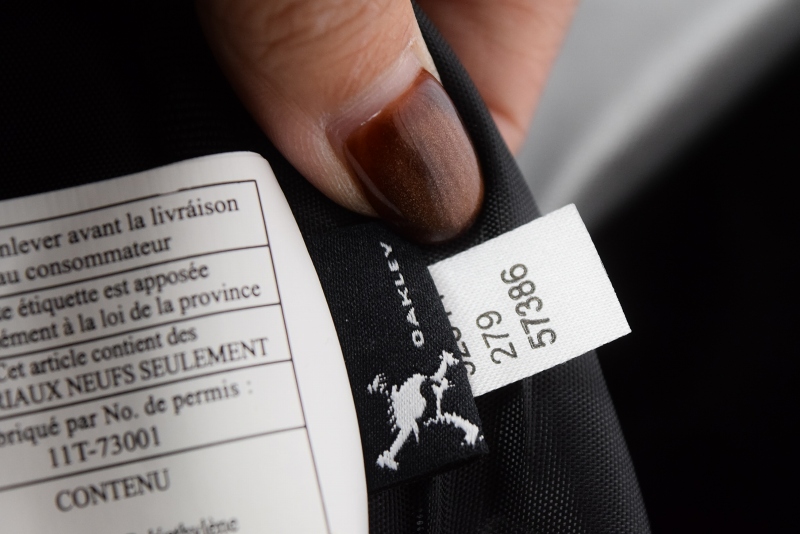 nlever avant la livráison
au consommateur
e étiquette est apposée
ément à la loi de la province
Cet article contient des
RIAUX NEUFS SEULEMENT
briqué par No. de permis :
11T-73001
CONTENU
OAKLEY
279
57386